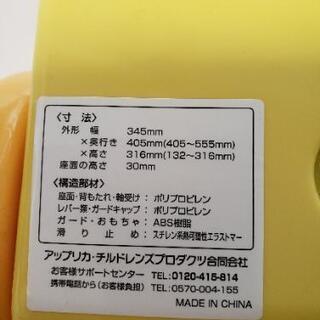 〈寸　法〉
外形　幅　345mm
×奥行き　405mm(405〜555mm)
×高さ　316mm(132〜316mm)
座面の高さ　30mm
〈構造部材〉
座面・背もたれ・軸受け：ポリプロピレン
レバー類・ガードキャップ：ポリプロピレン
ガード・おもちゃ：ABS樹脂
滑り止め：スチレン系熱可塑性エラストマー
アップリカ・チルドレンズプロダクツ合同会社
お客様サポートセンター　TEL:0120-415-814
携帯電話から(お客様負担)　TEL:0570-004-155
MADE IN CHINA